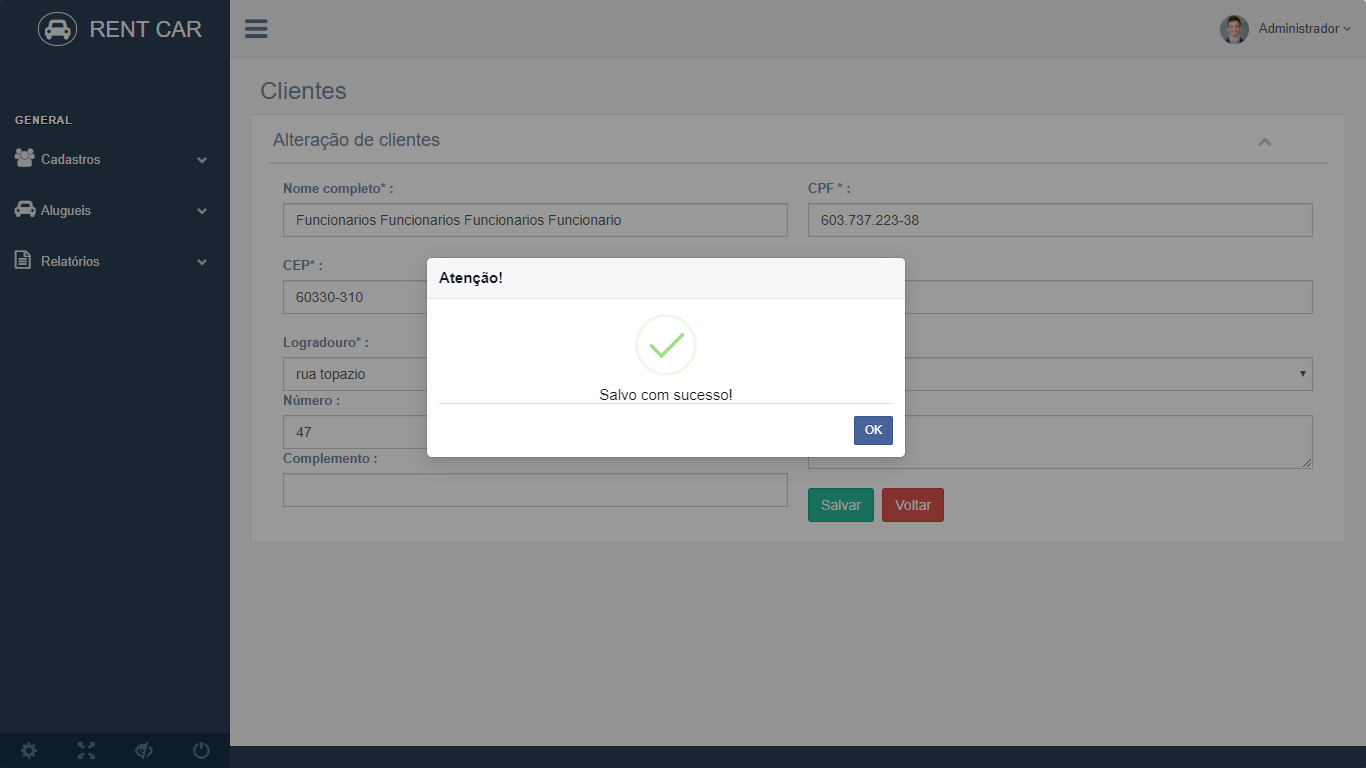 RENT CAR
Administrador
Clientes
GENERAL
Cadastros
Alugueis
Relatórios
Alteração de clientes
Nome completo* :
CPF * :
Funcionarios Funcionarios Funcionarios Funcionario
603.737.223-38
CEP* :
60330-310
Atenção!
Salvo com sucesso!
OK
Logradouro* :
rua topazio
Número :
47
Complemento :
Salvar
Voltar